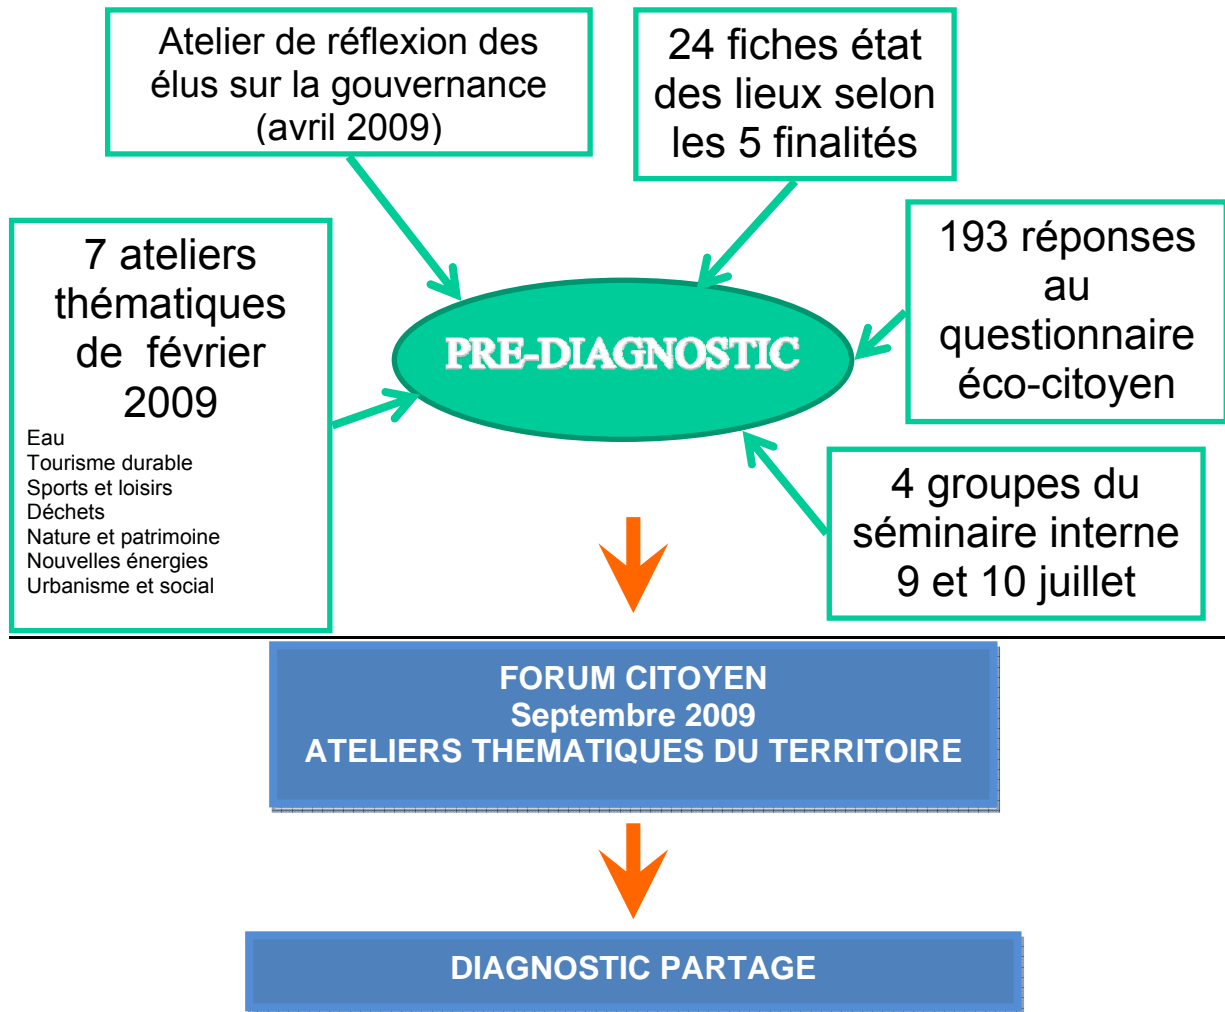 Atelier de réflexion des
élus sur la gouvernance
(avril 2009)
24 fiches état
des lieux selon
les 5 finalités
7 ateliers
thématiques
de février
2009
Eau
Tourisme durable
Sports et loisirs
Déchets
Nature et patrimoine
Nouvelles énergies
Urbanisme et social
PRE-DIAGNOSTIC
193 réponses
au
questionnaire
éco-citoyen
4 groupes du
séminaire interne
9 et 10 juillet
FORUM CITOYEN
Septembre 2009
ATELIERS THEMATIQUES DU TERRITOIRE
DIAGNOSTIC PARTAGE